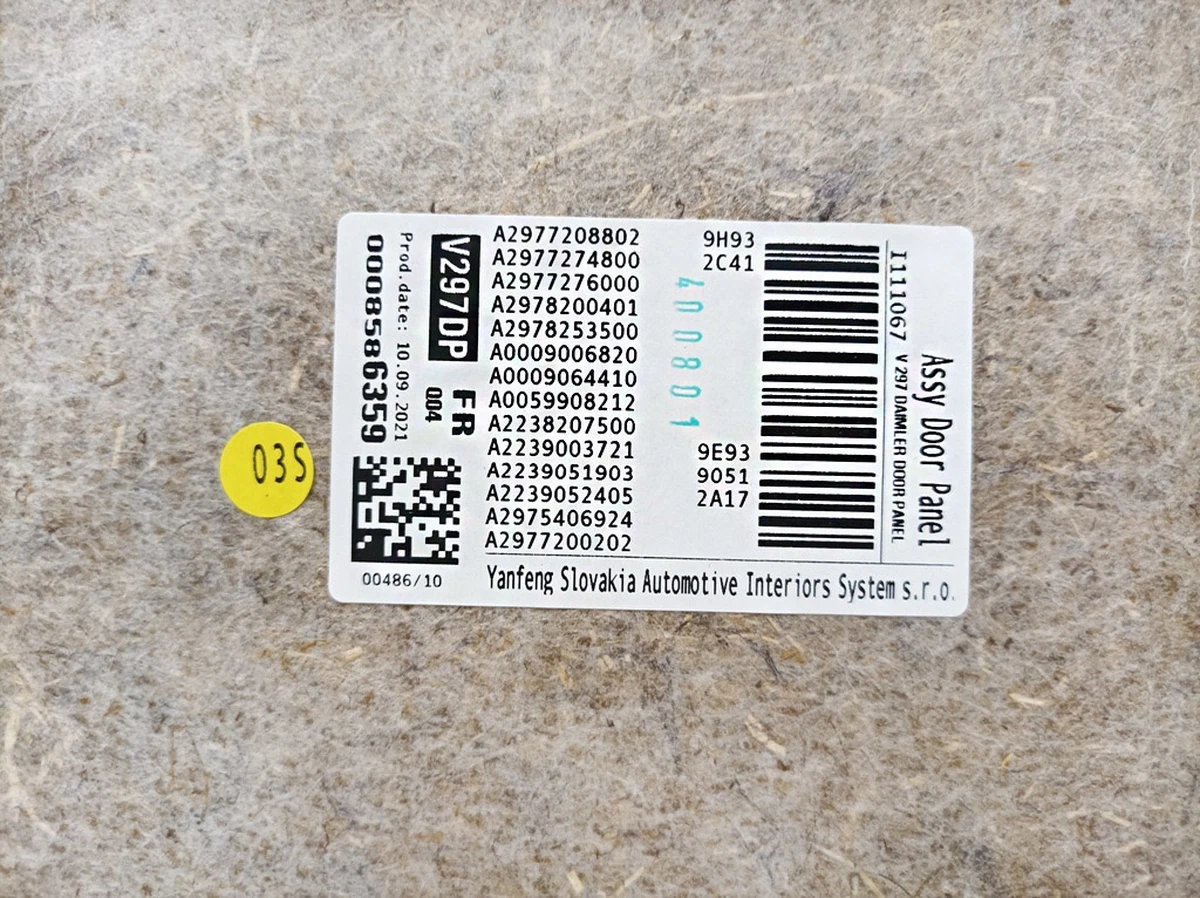 03S
0008586359
Prod.date: 10.09.2021
V297DP
FR
004
00486/10
A2977208802 9H93
A2977274800 2C41
A2977276000
A2978200401
A2978253500
A0009006820
A0009064410
A0059908212
A2238207500
A2239003721 9E93
A2239051903 9051
A2239052405 2A17
A2975406924
A2977200202
400801
I111067 V 297 DAIMLER DOOR PANEL
Assy Door Panel
Yanfeng Slovakia Automotive Interiors System s.r.o.